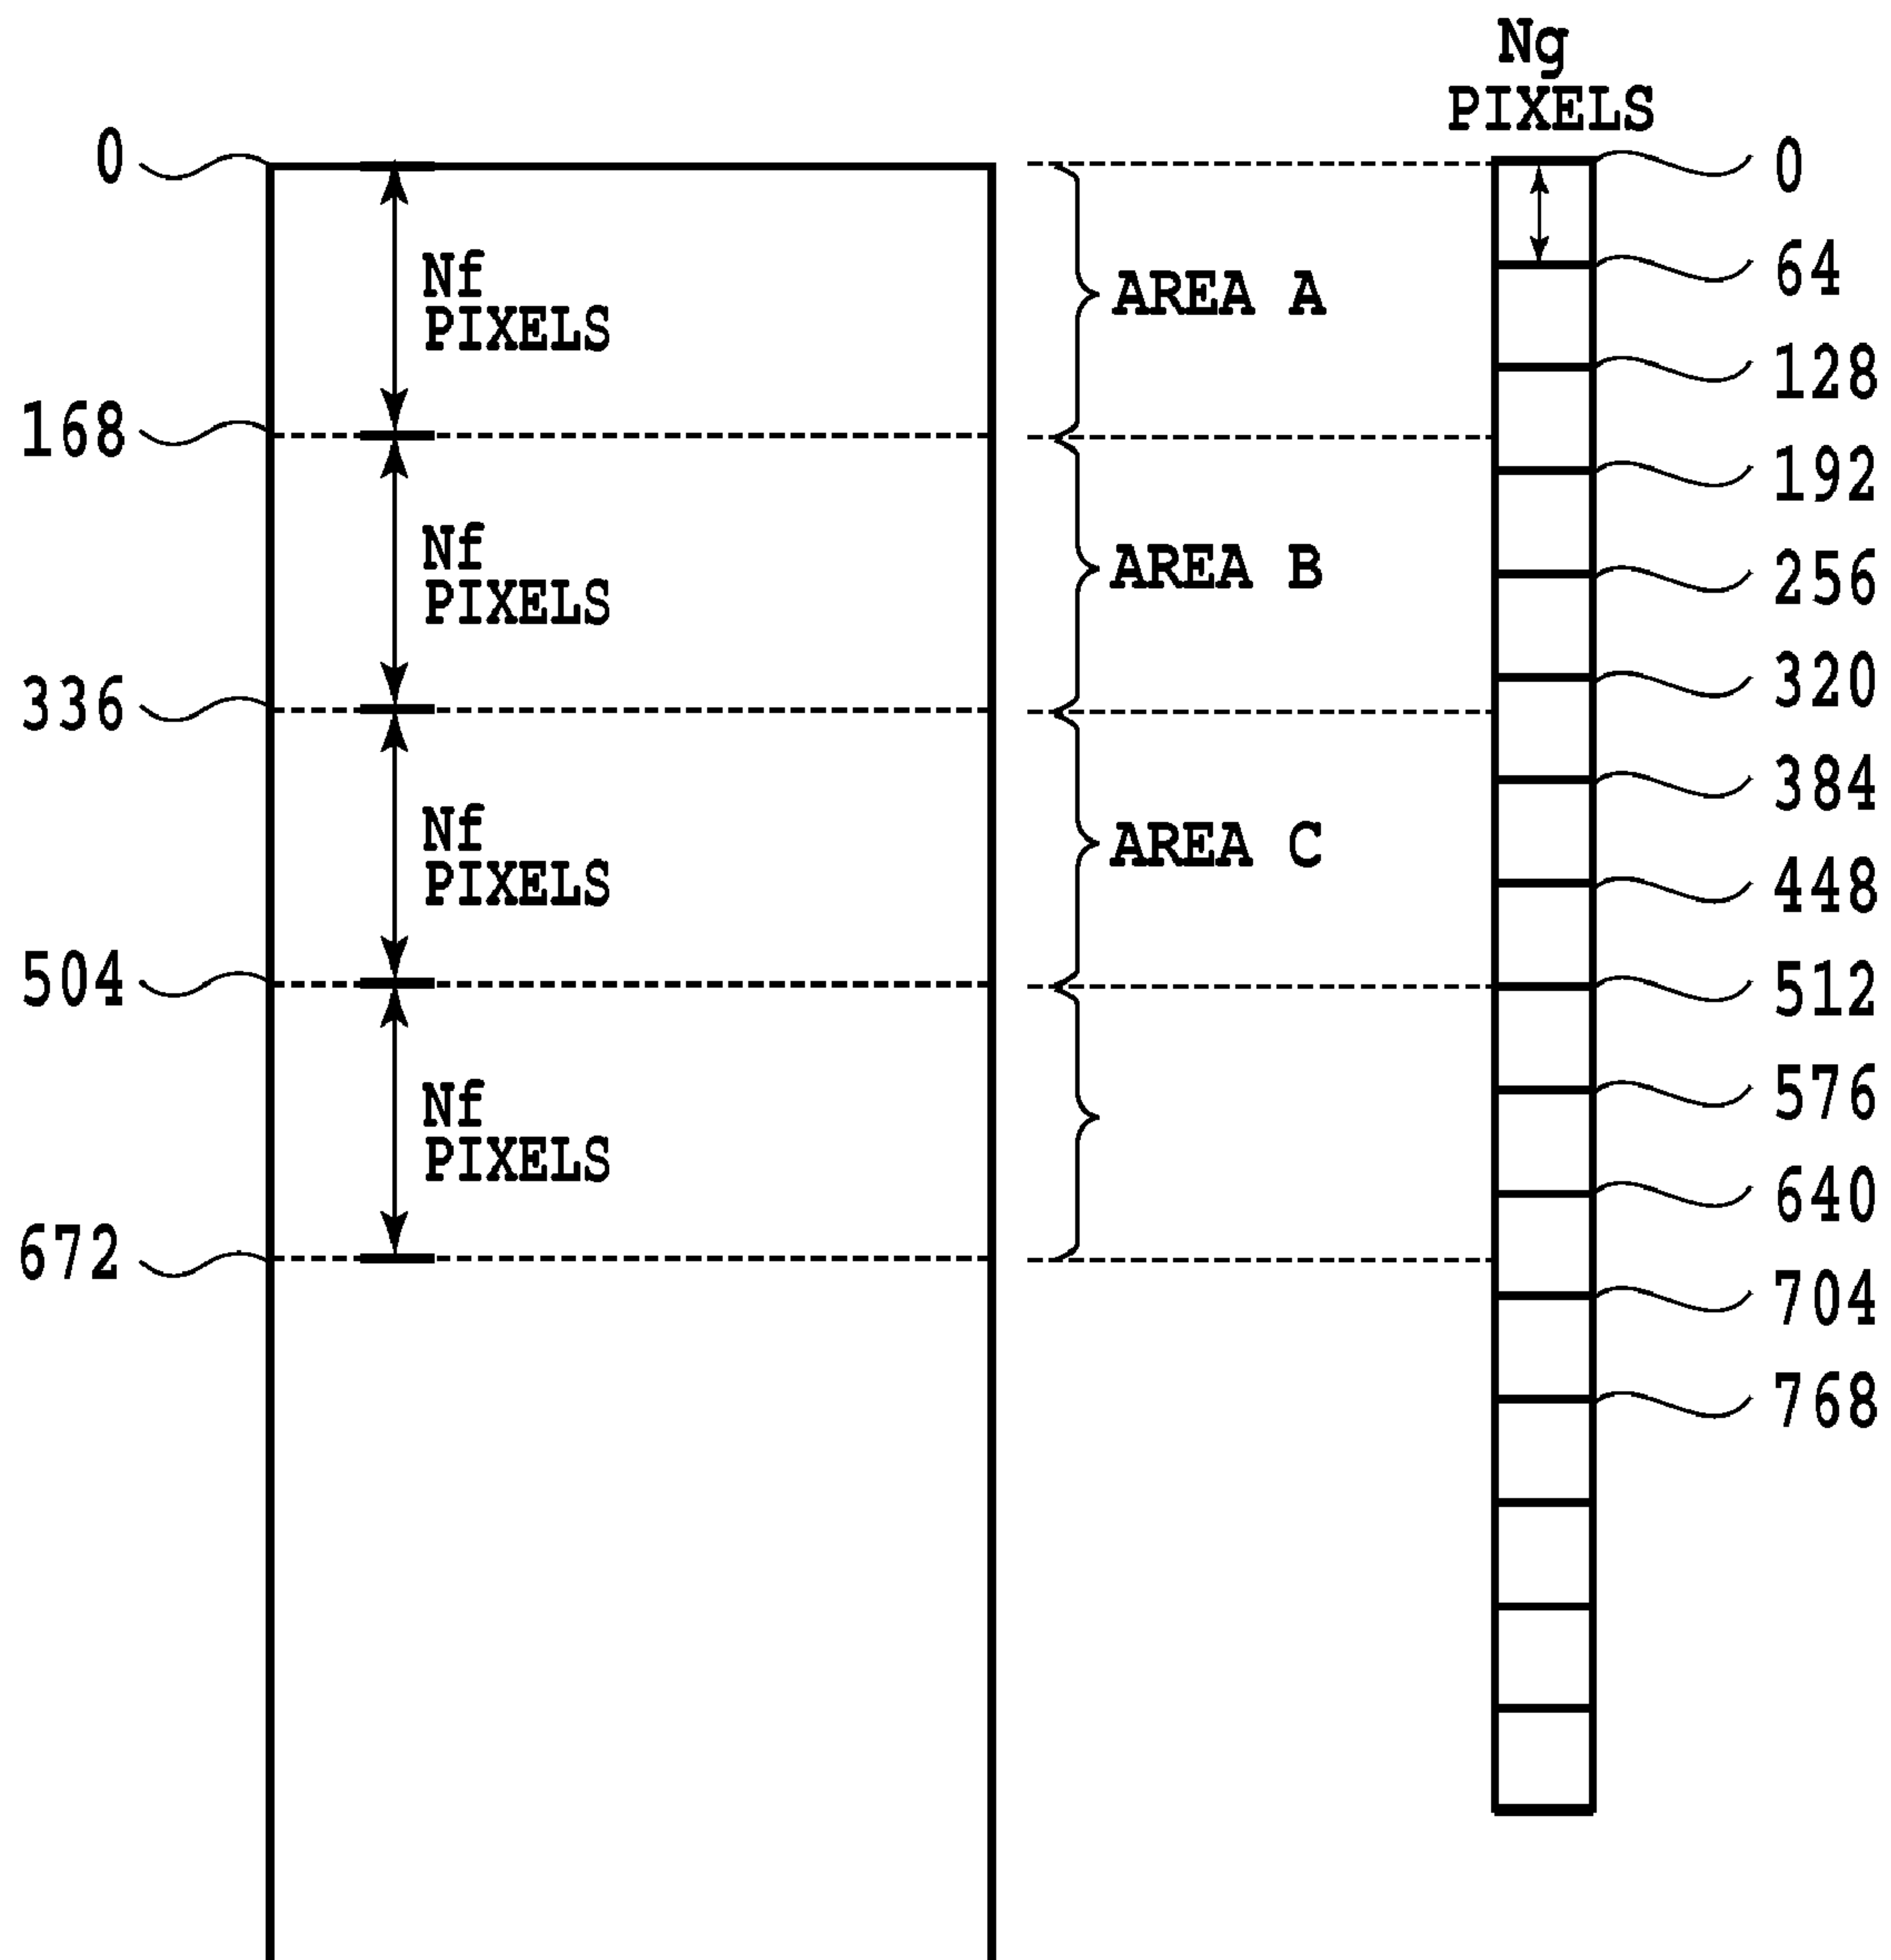 Ng
PIXELS
0
0
64
Nf
PIXELS
AREA A
128
168
192
Nf
PIXELS
AREA B
256
320
336
384
Nf
PIXELS
AREA C
448
504
512
576
Nf
PIXELS
640
672
704
768